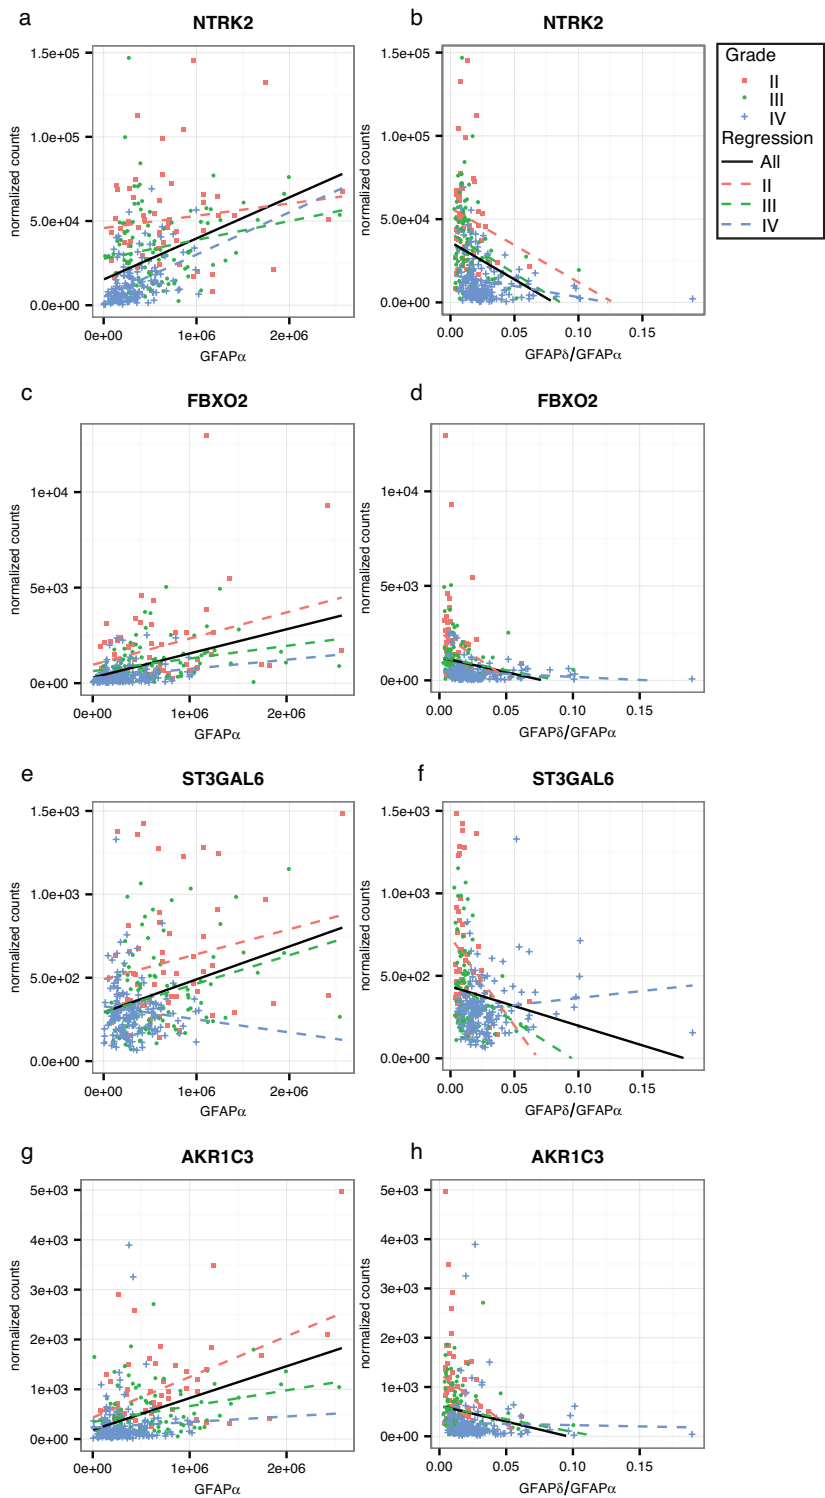 a
NTRK2
normalized counts
1.5e+05
1.0e+05
5.0e+04
0.0e+00
0e+00
1e+06
2e+06
GFAPα
b
NTRK2
normalized counts
1.5e+05
1.0e+05
5.0e+04
0.0e+00
0.00
0.05
0.10
0.15
GFAPδ/GFAPα
Grade
II
III
IV
Regression
All
II
III
IV
c
FBXO2
normalized counts
1e+04
5e+03
0e+00
0e+00
1e+06
2e+06
GFAPα
d
FBXO2
normalized counts
1e+04
5e+03
0e+00
0.00
0.05
0.10
0.15
GFAPδ/GFAPα
e
ST3GAL6
normalized counts
1.5e+03
1.0e+03
5.0e+02
0.0e+00
0e+00
1e+06
2e+06
GFAPα
f
ST3GAL6
normalized counts
1.5e+03
1.0e+03
5.0e+02
0.0e+00
0.00
0.05
0.10
0.15
GFAPδ/GFAPα
g
AKR1C3
normalized counts
5e+03
4e+03
3e+03
2e+03
1e+03
0e+00
0e+00
1e+06
2e+06
GFAPα
h
AKR1C3
normalized counts
5e+03
4e+03
3e+03
2e+03
1e+03
0e+00
0.00
0.05
0.10
0.15
GFAPδ/GFAPα